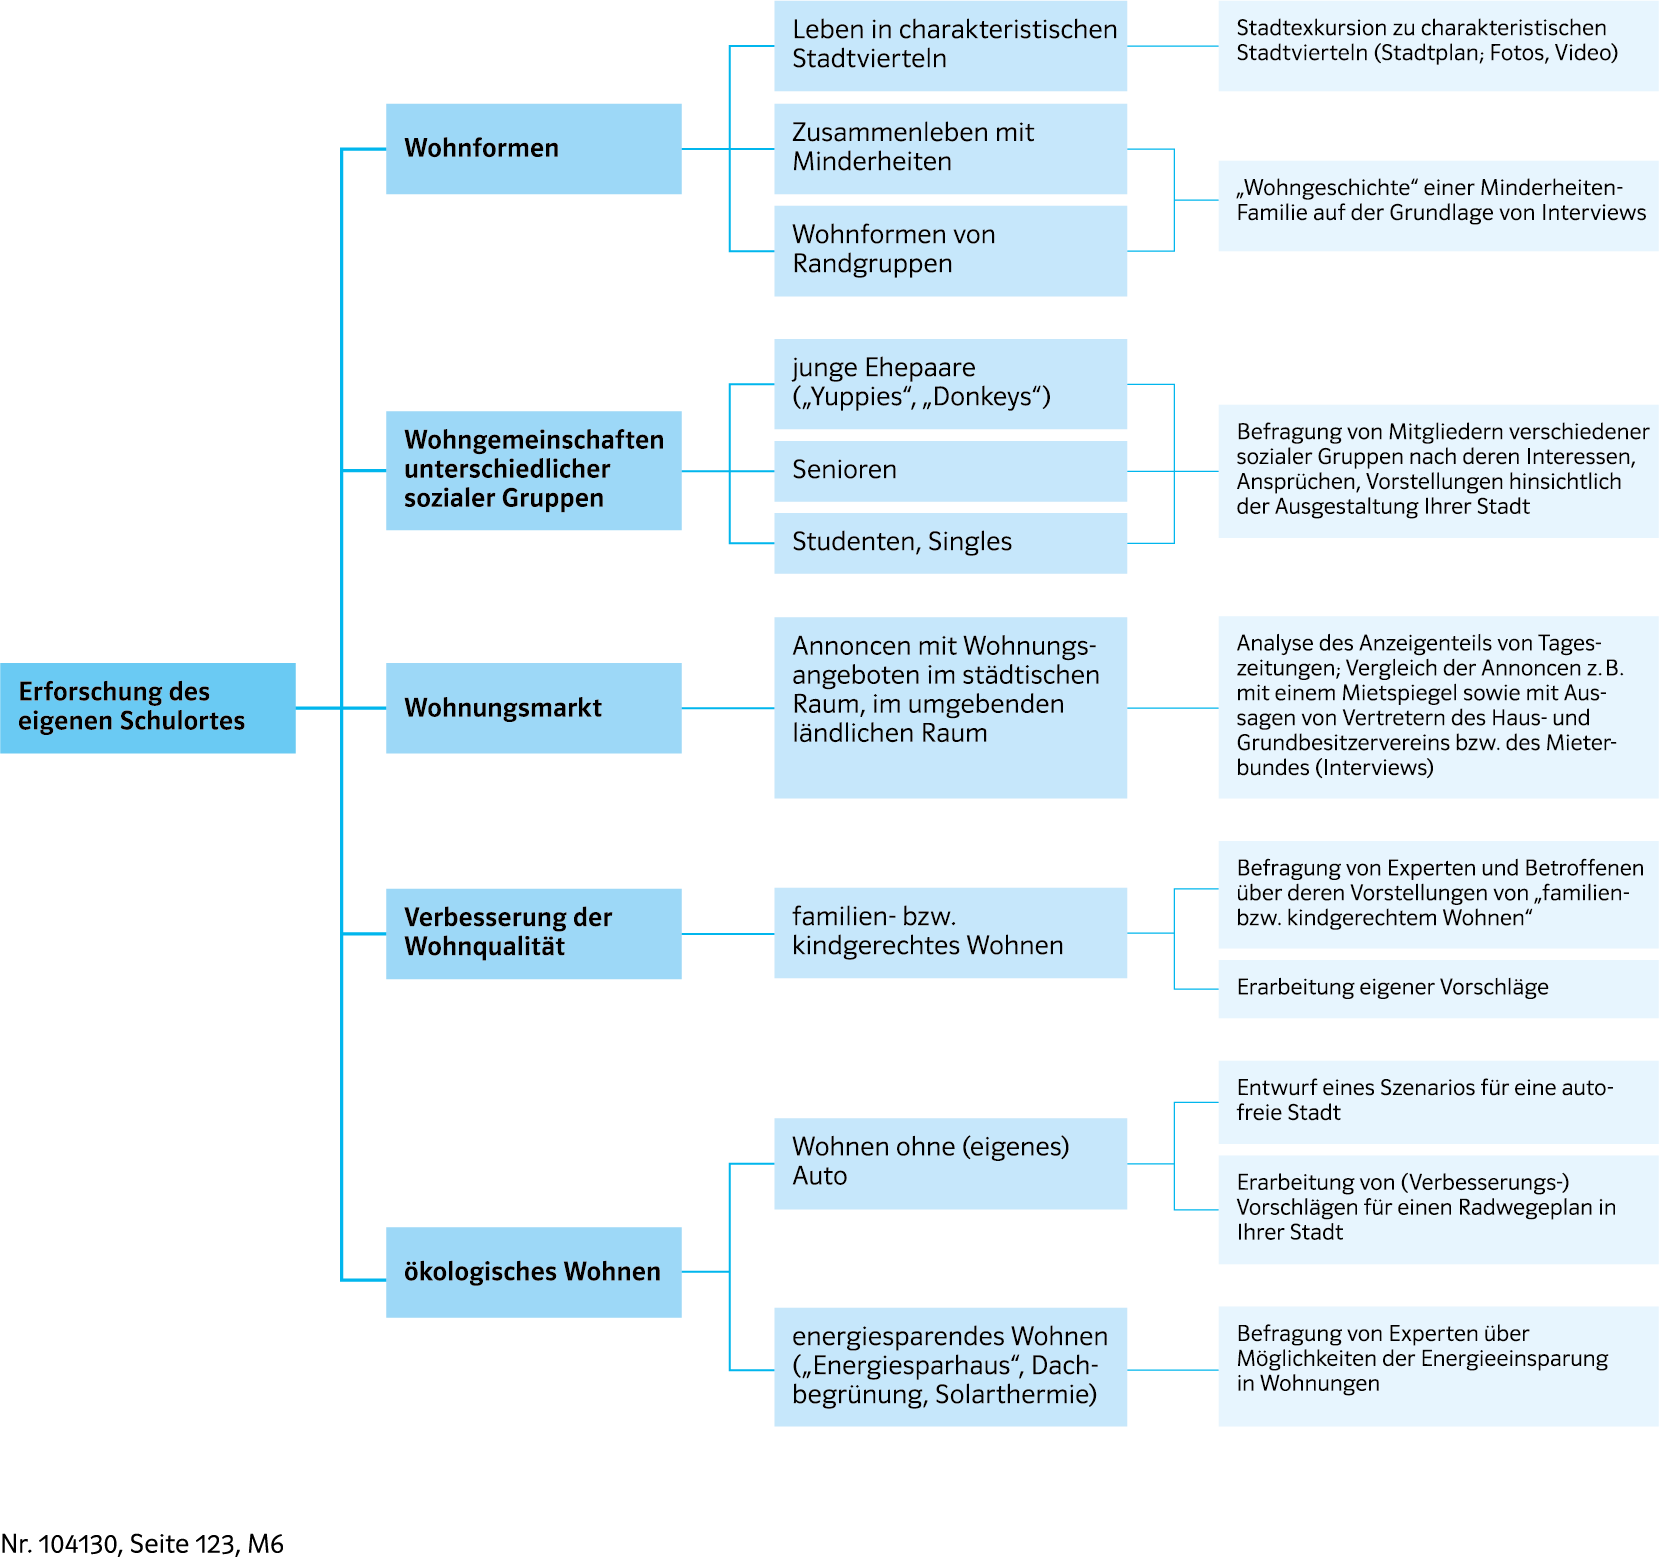 Erforschung des
eigenen Schulortes
Wohnformen
Leben in charakteristischen
Stadtvierteln
Stadtexkursion zu charakteristischen
Stadtvierteln (Stadtplan; Fotos, Video)
Zusammenleben mit
Minderheiten
Wohnformen von
Randgruppen
„Wohngeschichte“ einer Minderheiten-
Familie auf der Grundlage von Interviews
Wohngemeinschaften
unterschiedlicher
sozialer Gruppen
junge Ehepaare
(„Yuppies“, „Donkeys“)
Senioren
Studenten, Singles
Befragung von Mitgliedern verschiedener
sozialer Gruppen nach deren Interessen,
Ansprüchen, Vorstellungen hinsichtlich
der Ausgestaltung Ihrer Stadt
Wohnungsmarkt
Annoncen mit Wohnungs-
angeboten im städtischen
Raum, im umgebenden
ländlichen Raum
Analyse des Anzeigenteils von Tages-
zeitungen; Vergleich der Annoncen z. B.
mit einem Mietspiegel sowie mit Aus-
sagen von Vertretern des Haus- und
Grundbesitzervereins bzw. des Mieter-
bundes (Interviews)
Verbesserung der
Wohnqualität
familien- bzw.
kindgerechtes Wohnen
Befragung von Experten und Betroffenen
über deren Vorstellungen von „familien-
bzw. kindgerechtem Wohnen“
Erarbeitung eigener Vorschläge
ökologisches Wohnen
Wohnen ohne (eigenes)
Auto
Entwurf eines Szenarios für eine auto-
freie Stadt
Erarbeitung von (Verbesserungs-)
Vorschlägen für einen Radwegeplan in
Ihrer Stadt
energiesparendes Wohnen
(„Energiesparhaus“, Dach-
begrünung, Solarthermie)
Befragung von Experten über
Möglichkeiten der Energieeinsparung
in Wohnungen
Nr. 104130, Seite 123, M6